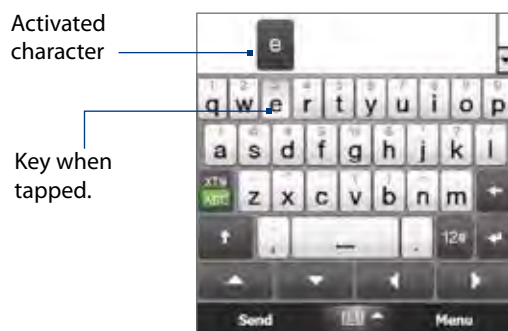 Activated
character
e
q w e r t y u i o p
a s d f g h j k l
XT9
ABC
z x c v b n m
, . 12#
Key when
tapped.
Send Menu